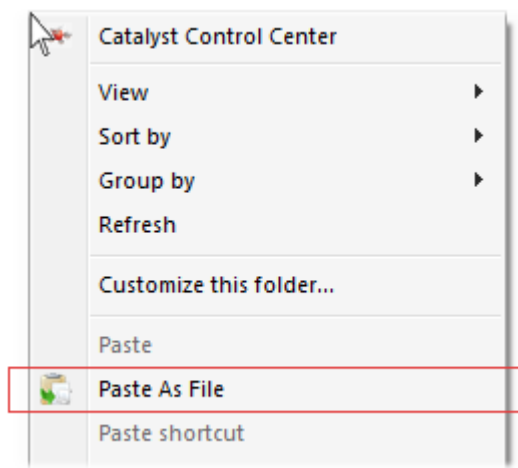 Catalyst Control Center
View
Sort by
Group by
Refresh
Customize this folder...
Paste
Paste As File
Paste shortcut